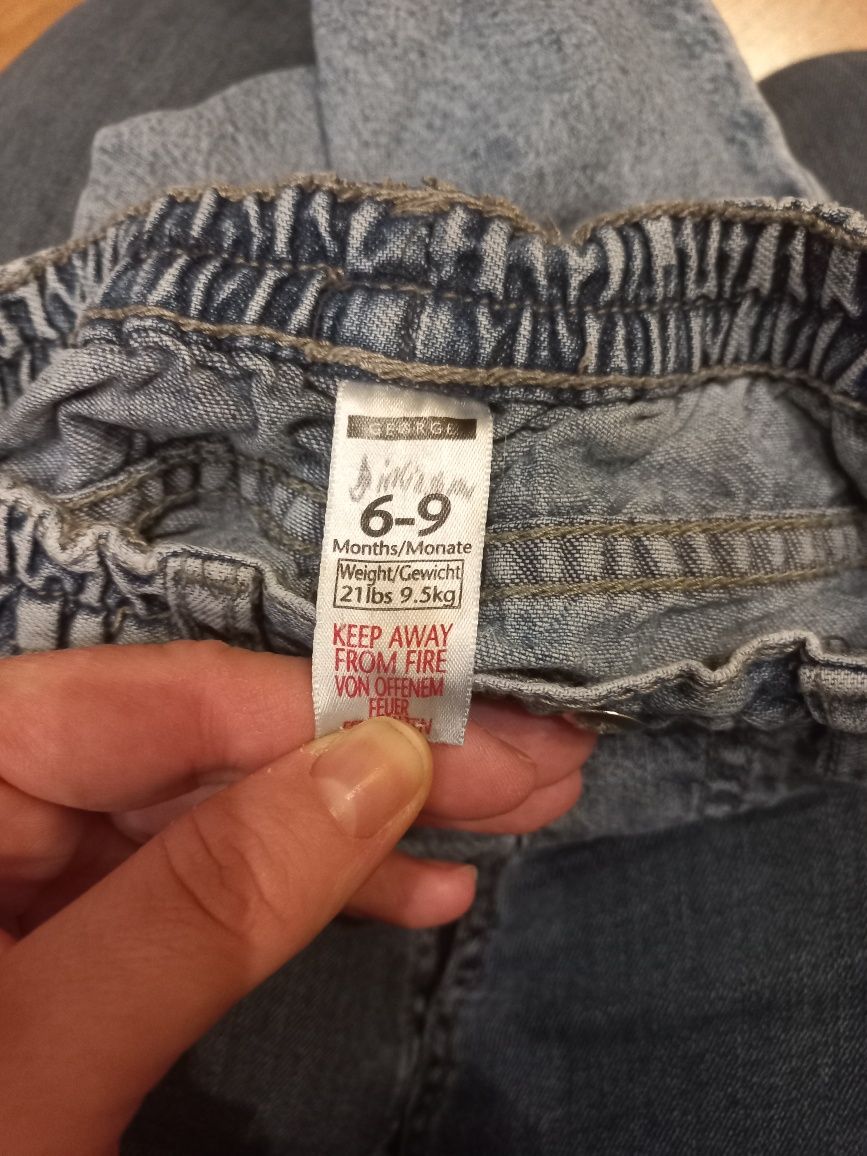 GEORGE
6-9
Months/Monate
Weight/Gewicht
21lbs 9.5kg
KEEP AWAY
FROM FIRE
VON OFFENEM
FEUER